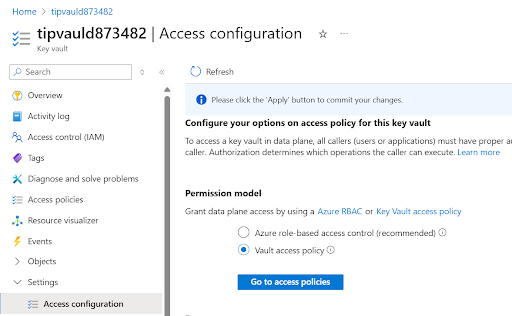 Home > tipvauld873482
tipvauld873482 | Access configuration ☆ ···
Key vault
Search
Refresh
Overview
Activity log
Access control (IAM)
Tags
Diagnose and solve problems
Access policies
Resource visualizer
Events
Objects
Settings
Access configuration
Please click the 'Apply' button to commit your changes.
Configure your options on access policy for this key vault
To access a key vault in data plane, all callers (users or applications) must have proper au
caller. Authorization determines which operations the caller can execute. Learn more
Permission model
Grant data plane access by using a Azure RBAC or Key Vault access policy
Azure role-based access control (recommended)
Vault access policy
Go to access policies